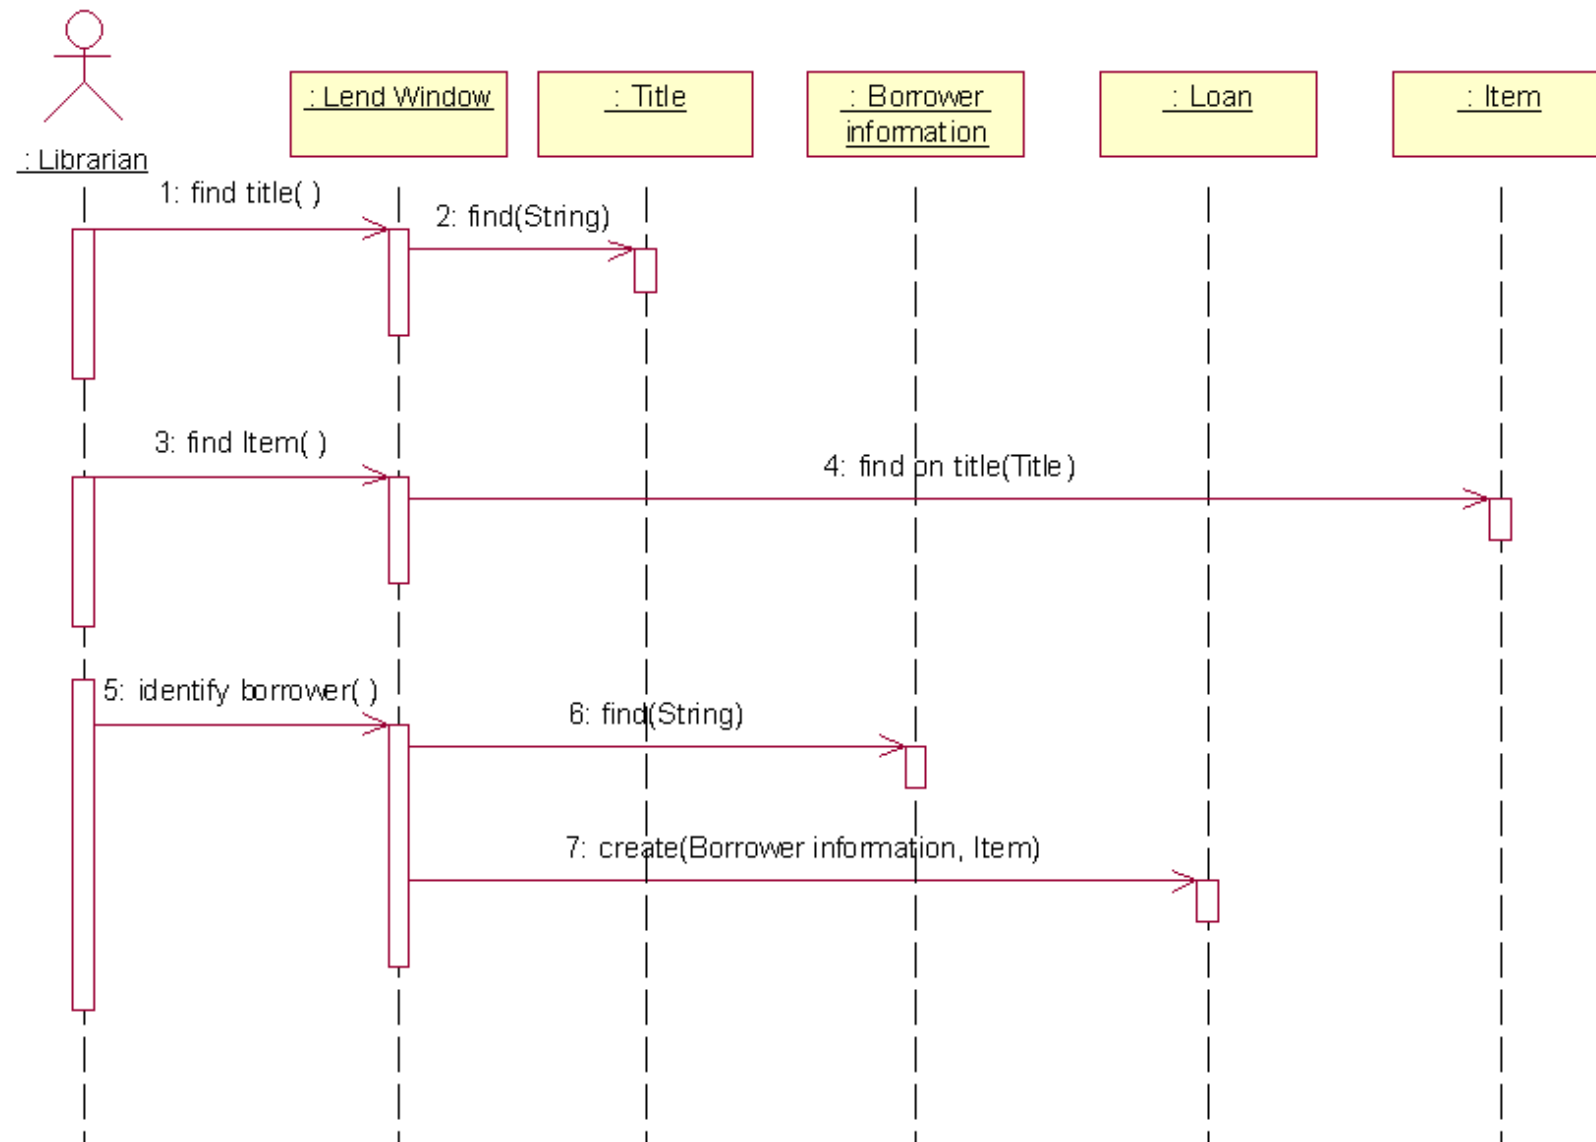 : Lend Window
: Title
: Borrower
information
: Loan
: Item
: Librarian
1: find title( )
2: find(String)
3: find Item( )
4: find on title(Title)
5: identify borrower( )
6: find(String)
7: create(Borrower information, Item)